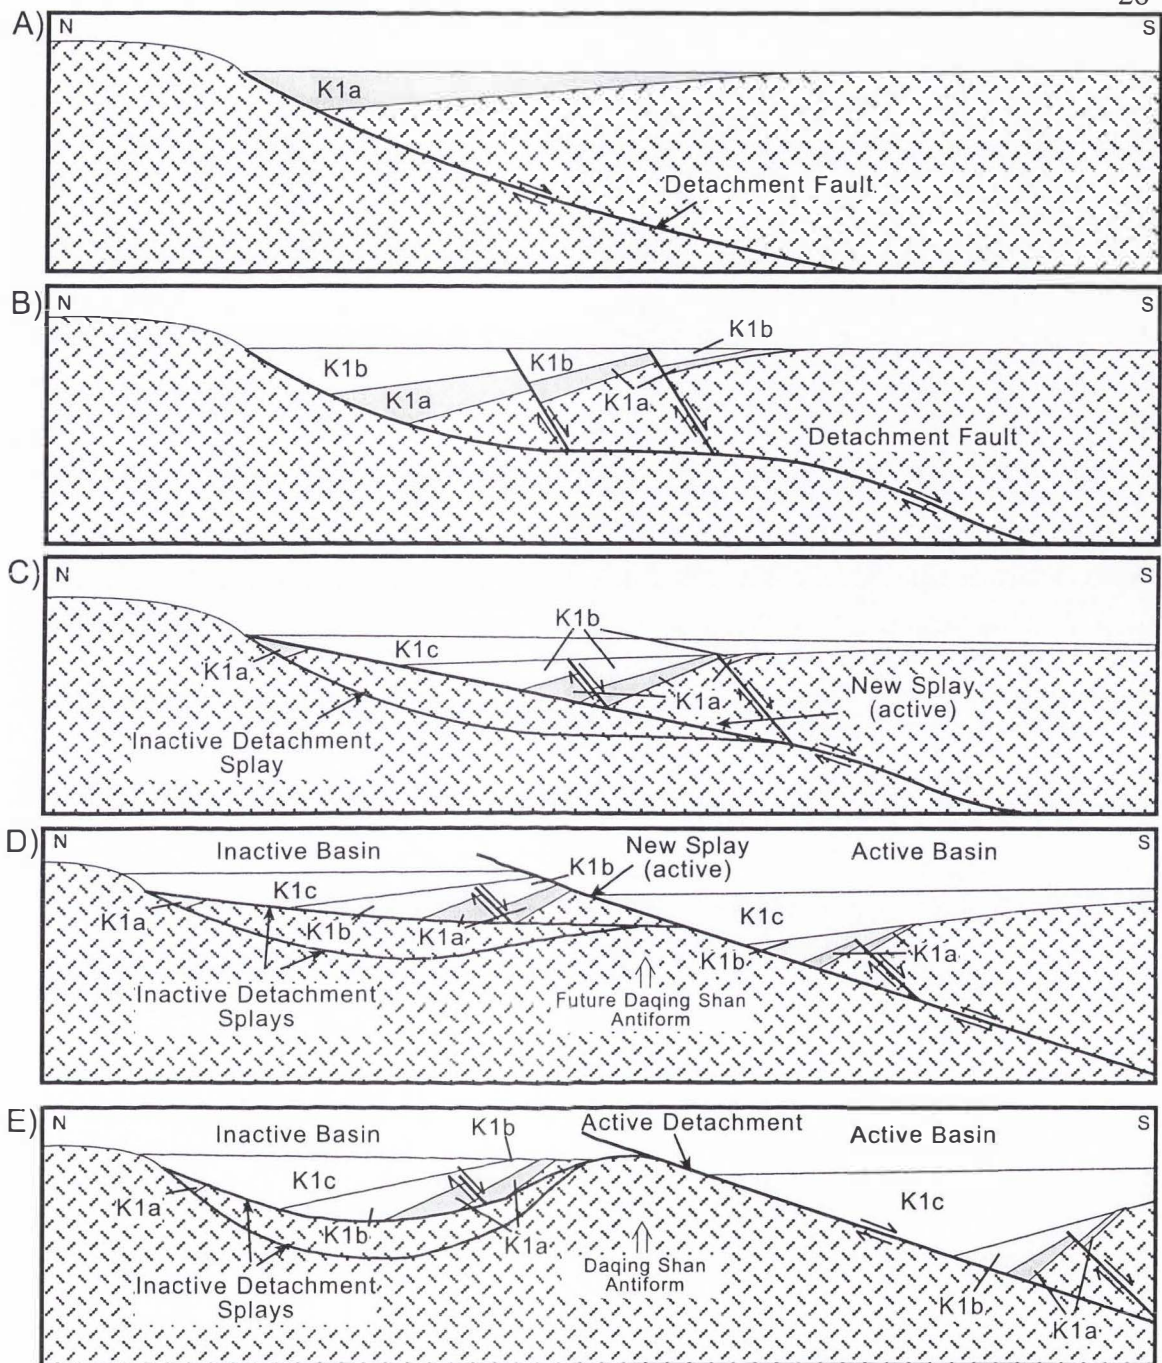 A)
N
S
K1a
Detachment Fault
B)
N
S
K1b
K1b
K1b
K1a
K1a
Detachment Fault
C)
N
S
K1b
K1c
K1a
K1a
New Splay
(active)
Inactive Detachment
Splay
D)
N
S
Inactive Basin
New Splay
(active)
Active Basin
K1b
K1c
K1c
K1a
K1b
K1a
K1b
K1a
Inactive Detachment
Splays
Future Daqing Shan
Antiform
E)
N
S
Inactive Basin
K1b
Active Detachment
Active Basin
K1c
K1c
K1a
K1b
K1a
Daqing Shan
Antiform
Inactive Detachment
Splays
K1b
K1a